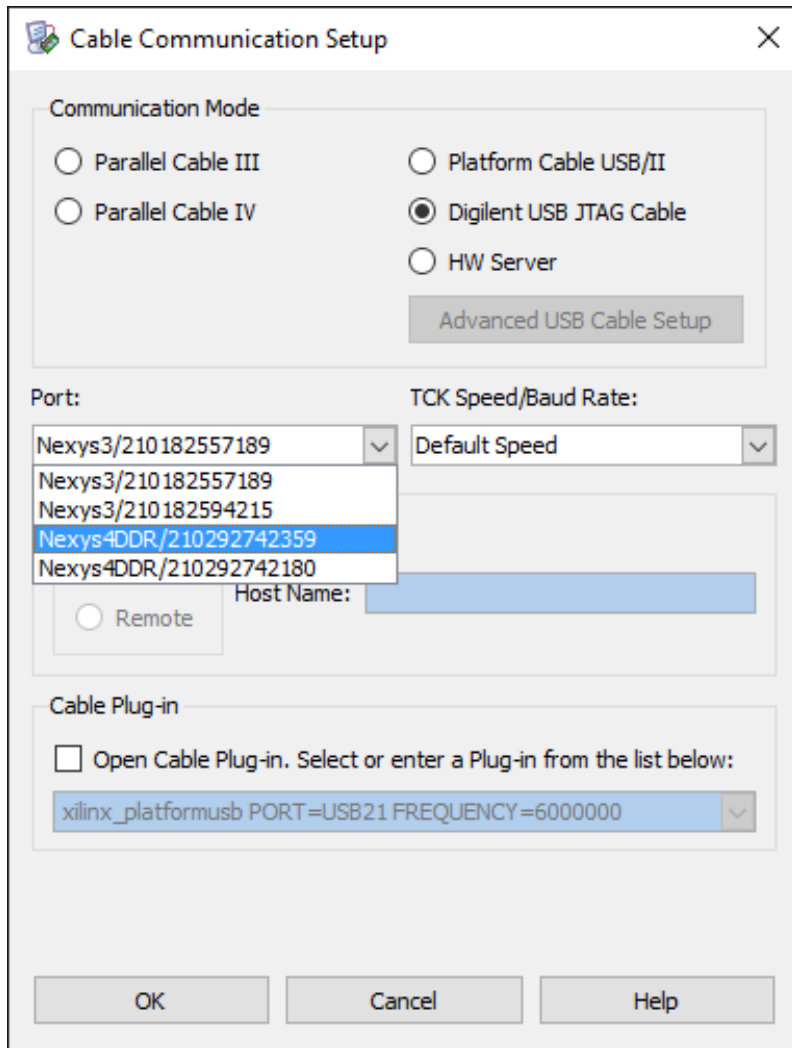 Cable Communication Setup
Communication Mode
Parallel Cable III
Platform Cable USB/II
Parallel Cable IV
Digilent USB JTAG Cable
HW Server
Advanced USB Cable Setup
Port:
TCK Speed/Baud Rate:
Nexys3/210182557189
Default Speed
Nexys3/210182557189
Nexys3/210182594215
Nexys4DDR/210292742359
Nexys4DDR/210292742180
Host Name:
Remote
Cable Plug-in
Open Cable Plug-in. Select or enter a Plug-in from the list below:
xilinx_platformusb PORT=USB21 FREQUENCY=6000000
OK
Cancel
Help